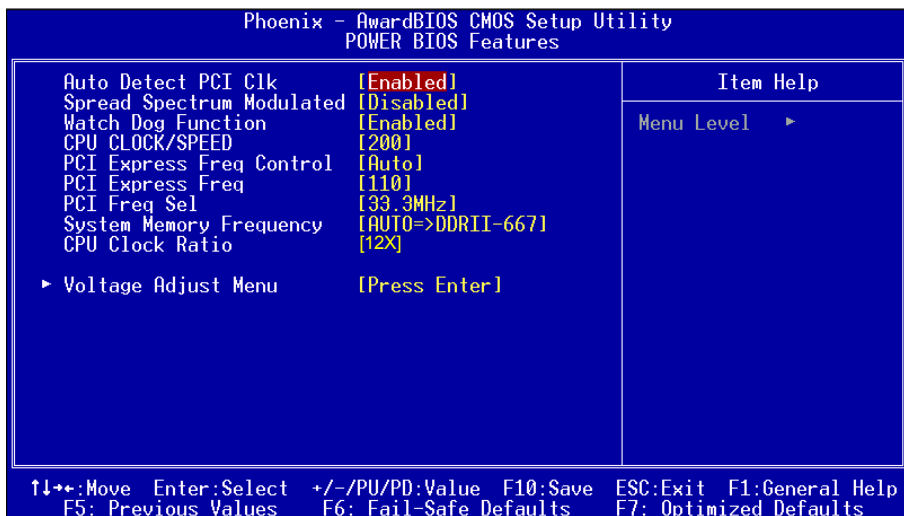 Phoenix - AwardBIOS CMOS Setup Utility
POWER BIOS Features
Auto Detect PCI Clk [Enabled]
Spread Spectrum Modulated [Disabled]
Watch Dog Function [Enabled]
CPU CLOCK/SPEED [200]
PCI Express Freq Control [Auto]
PCI Express Freq [110]
PCI Freq Sel [33.3MHz]
System Memory Frequency [AUTO=>DDRII-667]
CPU Clock Ratio [12X]
► Voltage Adjust Menu [Press Enter]
Item Help
Menu Level ►
↑↓→←:Move Enter:Select +/-/PU/PD:Value F10:Save ESC:Exit F1:General Help
F5: Previous Values F6: Fail-Safe Defaults F7: Optimized Defaults